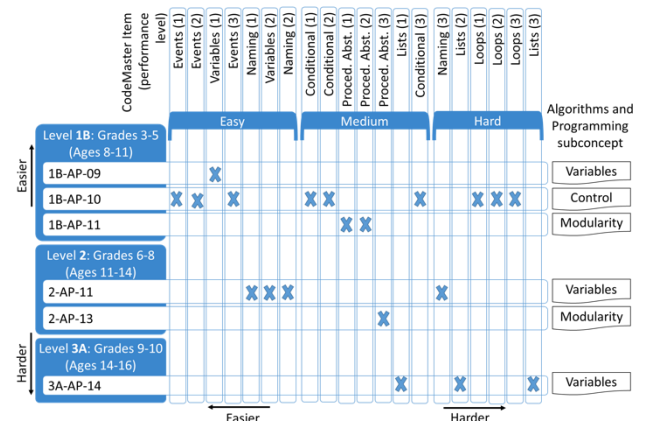 CodeMaster Item
(performance
level)
Events (1)
Events (2)
Variables (1)
Events (3)
Naming (1)
Variables (2)
Naming (2)
Conditional (1)
Conditional (2)
Proced. Abst. (1)
Proced. Abst. (2)
Proced. Abst. (3)
Lists (1)
Conditional (3)
Naming (3)
Lists (2)
Loops (1)
Loops (2)
Loops (3)
Lists (3)
Easy
Medium
Hard
Algorithms and
Programming
subconcept
Easier
Level 1B: Grades 3-5
(Ages 8-11)
1B-AP-09
Variables
1B-AP-10
Control
1B-AP-11
Modularity
Level 2: Grades 6-8
(Ages 11-14)
2-AP-11
Variables
2-AP-13
Modularity
Harder
Level 3A: Grades 9-10
(Ages 14-16)
3A-AP-14
Variables
Easier
Harder